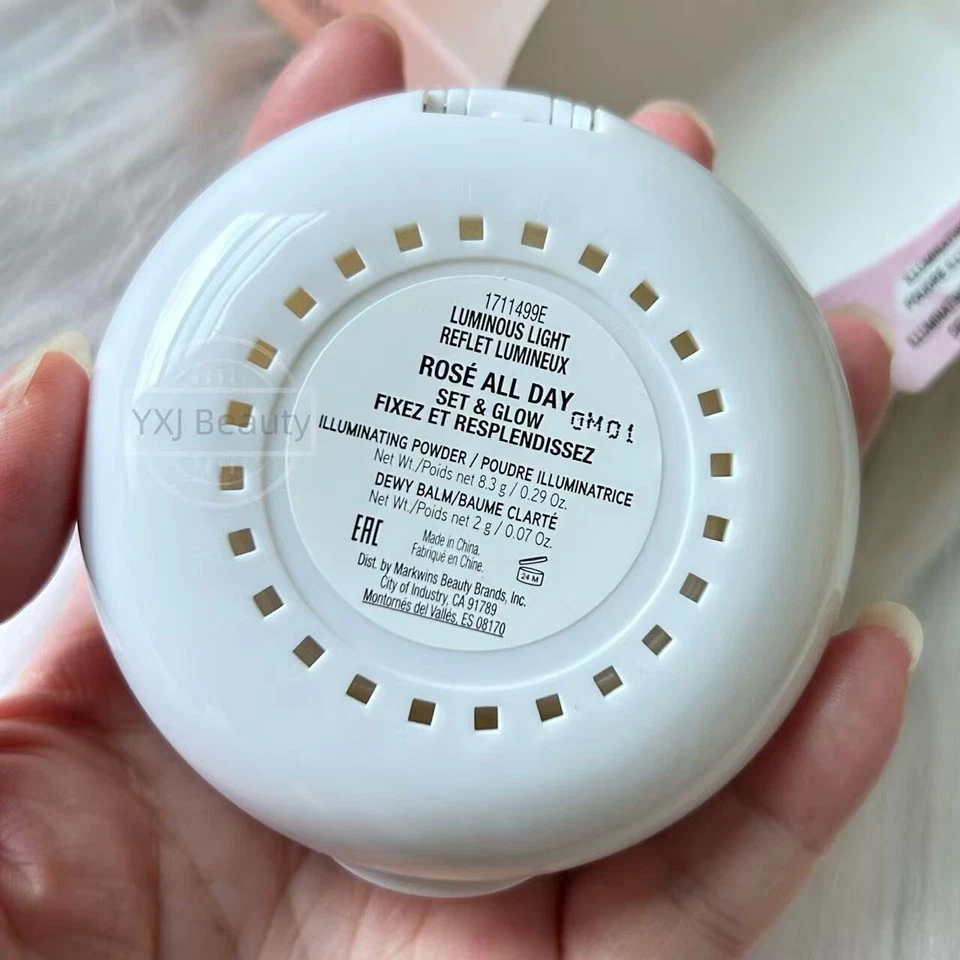 1711499E
LUMINOUS LIGHT
REFLET LUMINEUX
ROSÉ ALL DAY
SET & GLOW
0M01
FIXEZ ET RESPLENDISSEZ
ILLUMINATING POWDER / POUDRE ILLUMINATRICE
Net Wt./Poids net 8.3 g / 0.29 Oz.
DEWY BALM/BAUME CLARTÉ
Net Wt./Poids net 2 g / 0.07 Oz.
EAC
Made in China.
Fabriqué en Chine.
24 M
Dist. by Markwins Beauty Brands, Inc.
City of Industry, CA 91789
Montornés del Vallés, ES 08170
YXJ Beauty